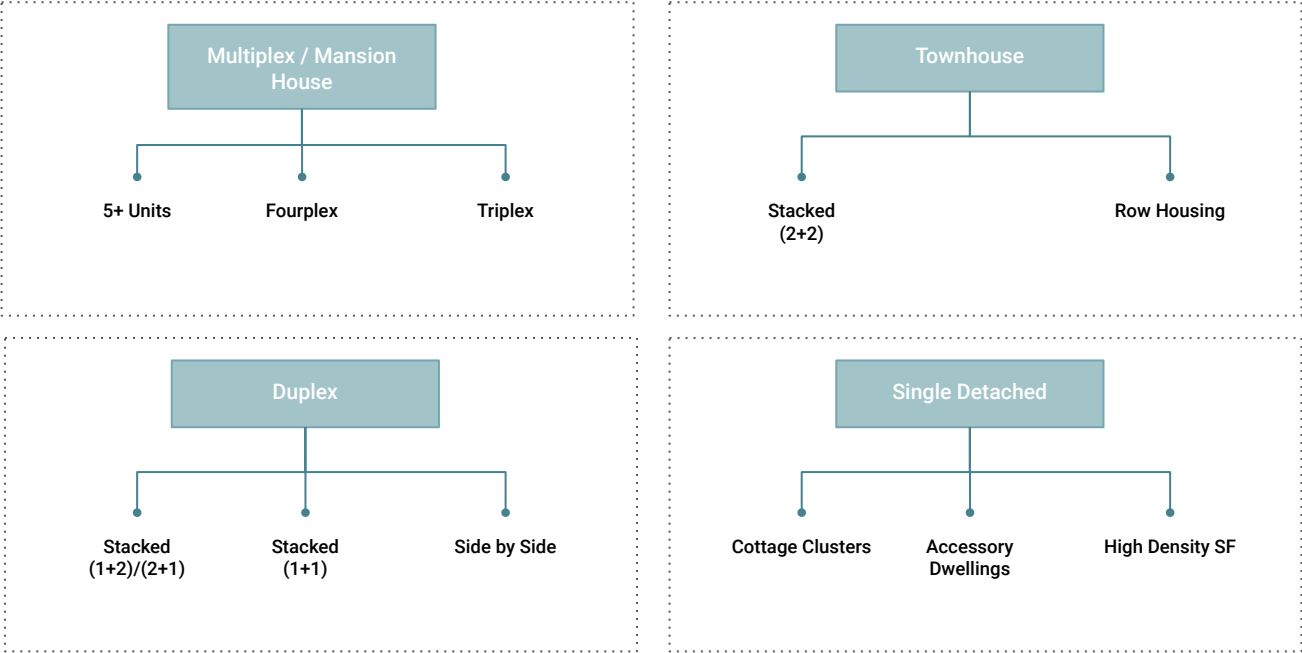 Multiplex / Mansion
House
5+ Units
Fourplex
Triplex
Townhouse
Stacked
(2+2)
Row Housing
Duplex
Stacked
(1+2)/(2+1)
Stacked
(1+1)
Side by Side
Single Detached
Cottage Clusters
Accessory
Dwellings
High Density SF